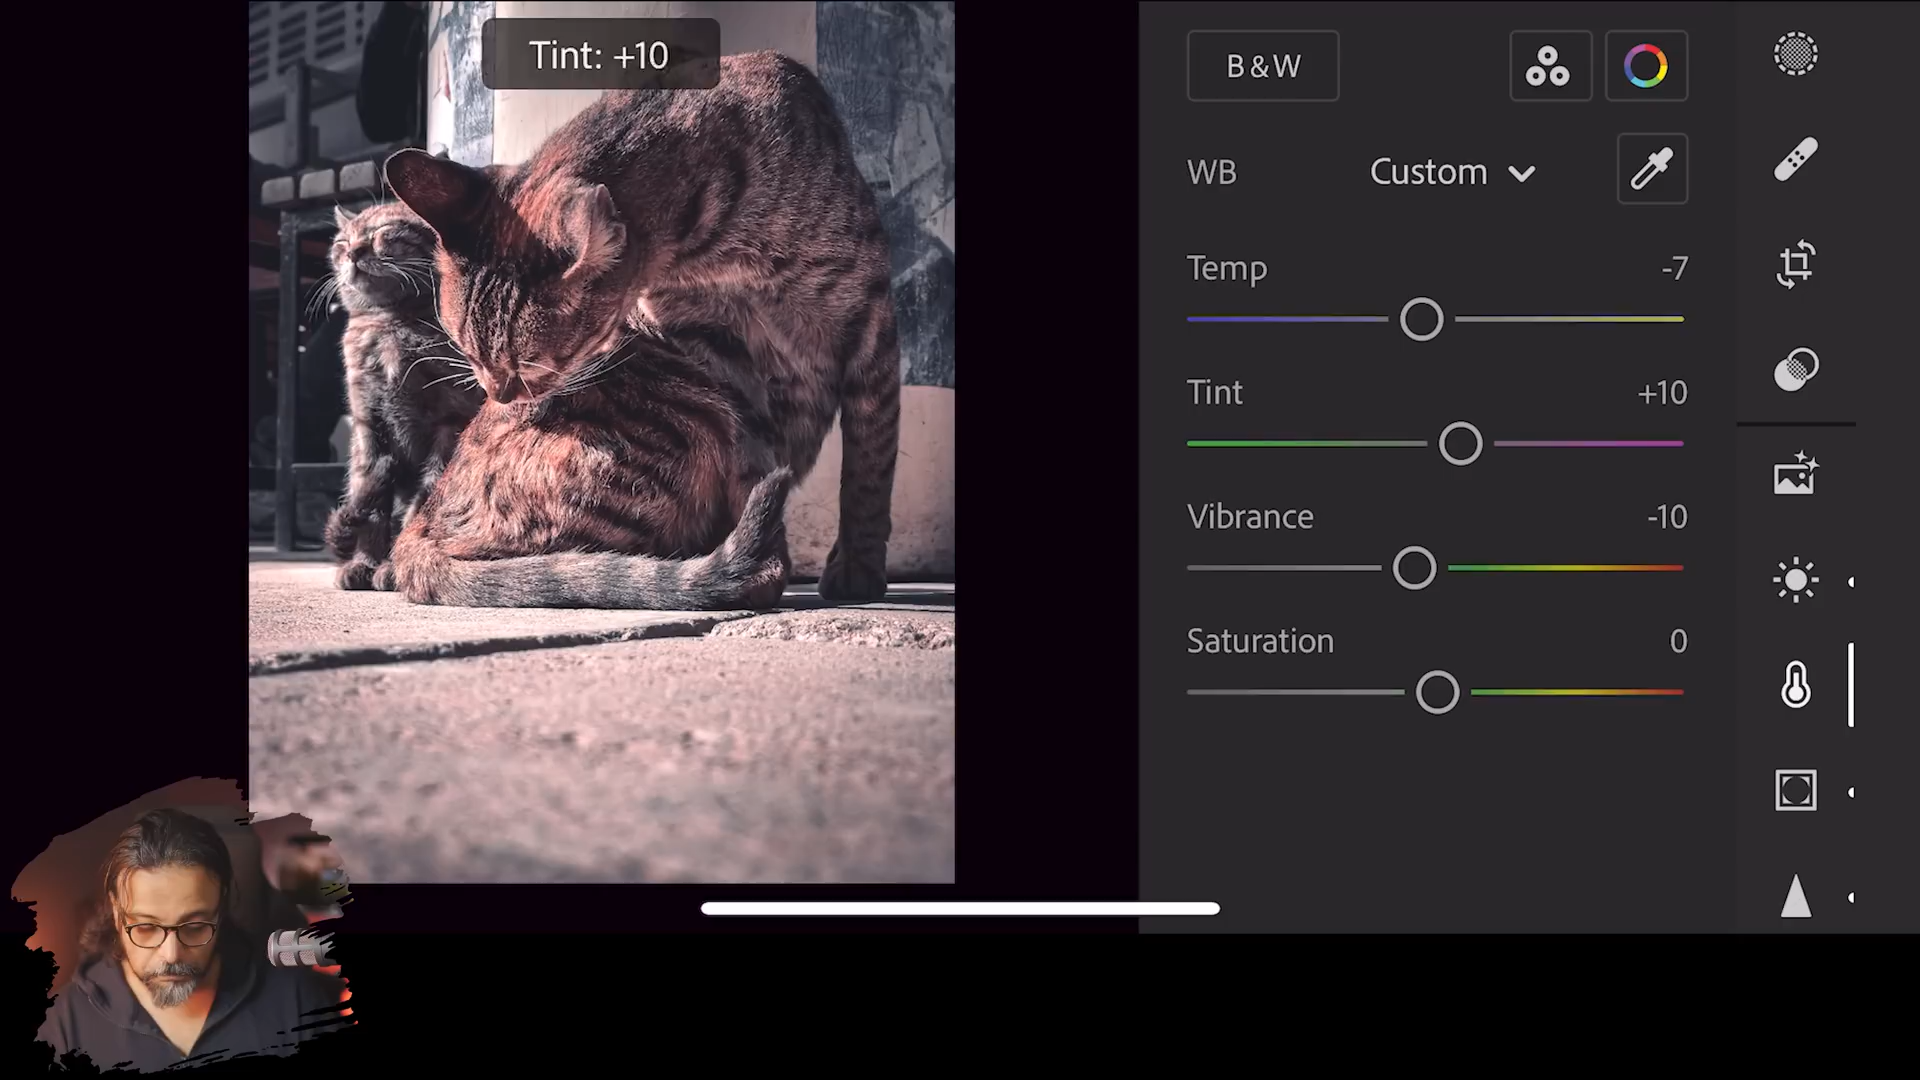 Tint: +10
B&W
WB Custom
Temp -7
Tint +10
Vibrance -10
Saturation 0